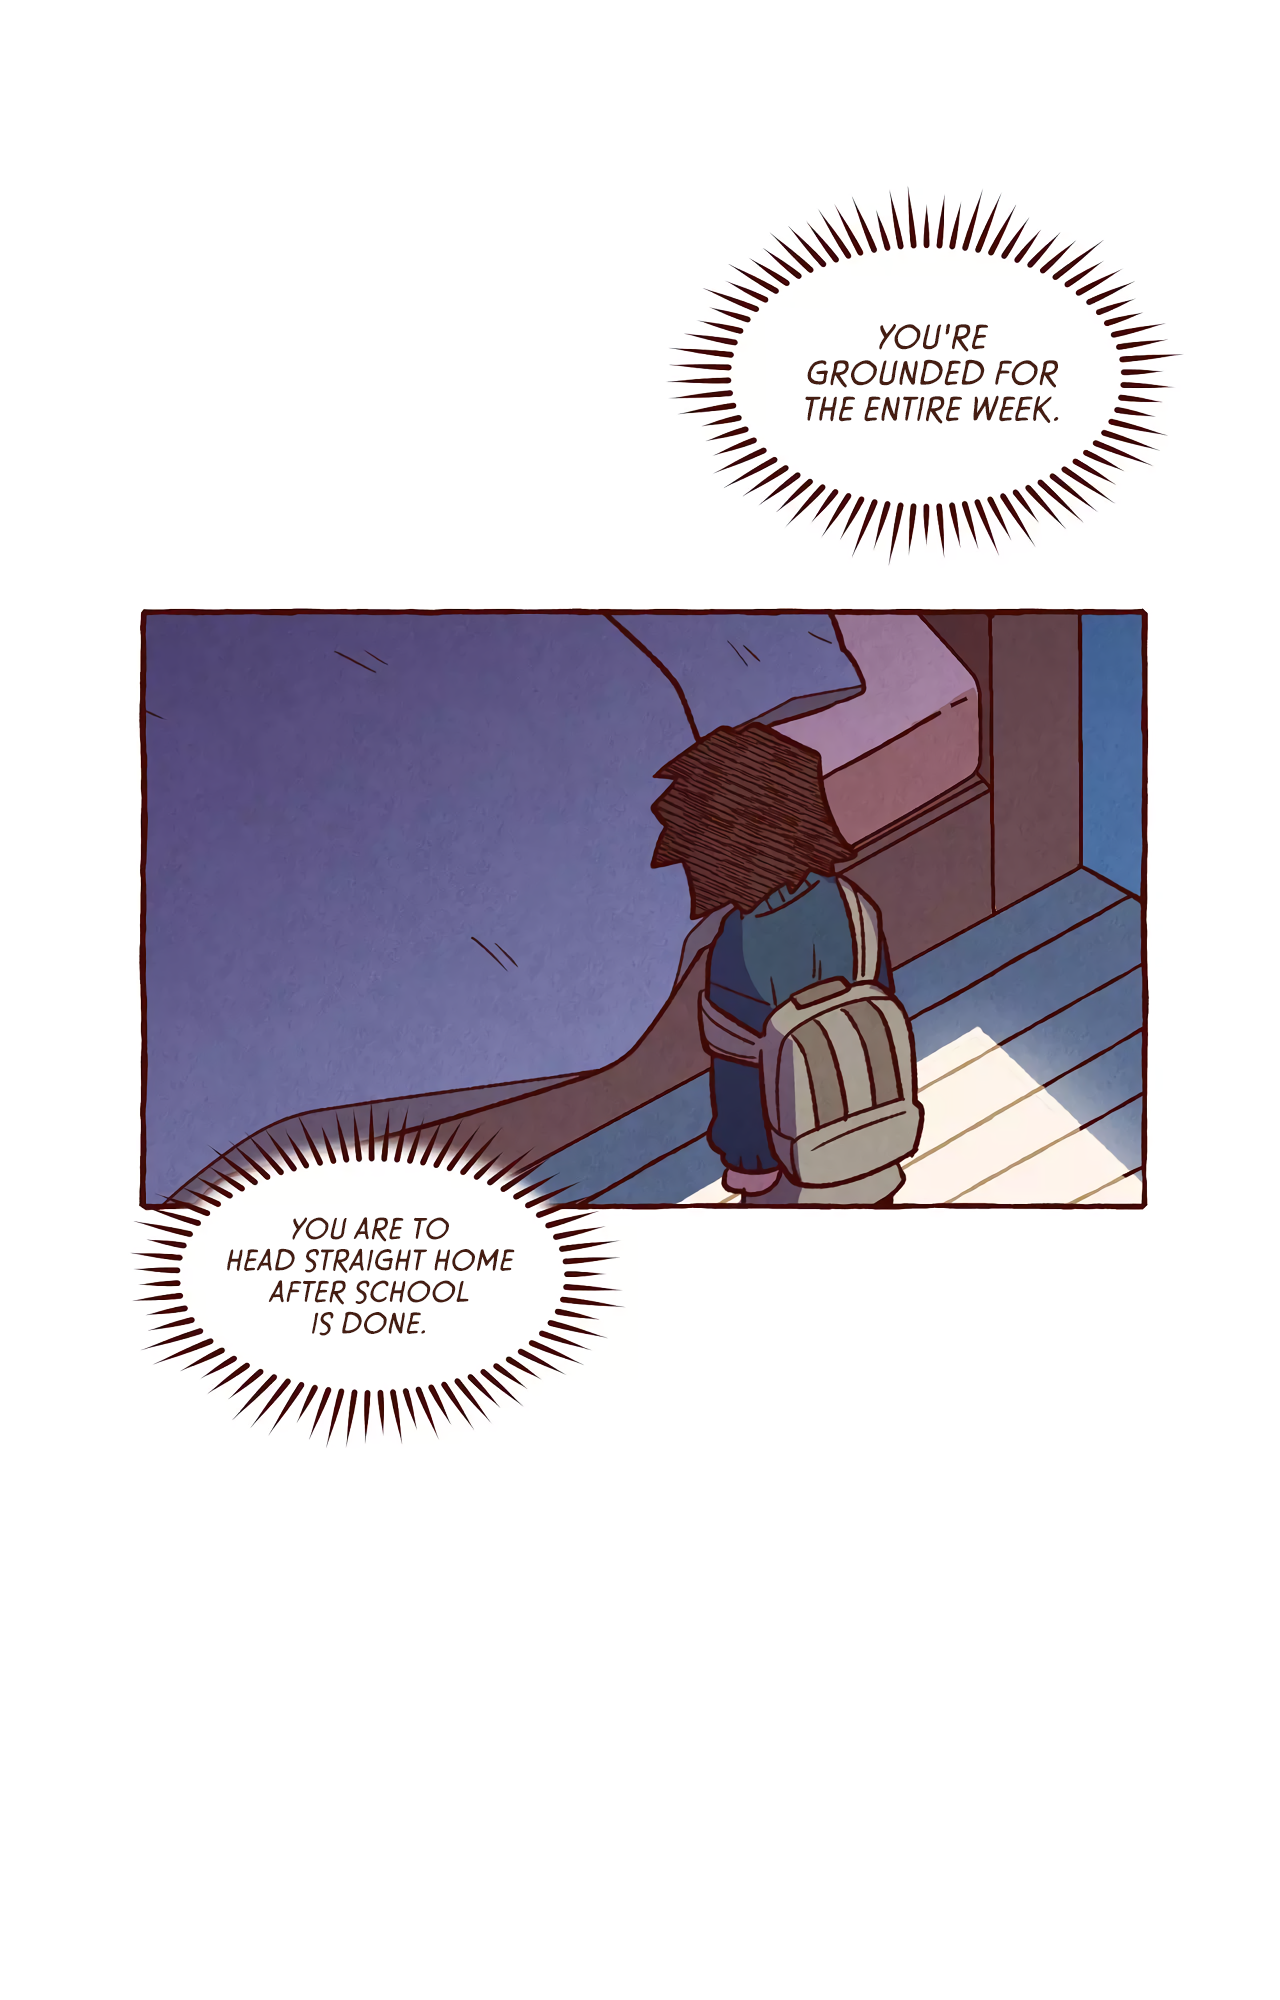 YOU'RE
GROUNDED FOR
THE ENTIRE WEEK.
YOU ARE TO
HEAD STRAIGHT HOME
AFTER SCHOOL
IS DONE.